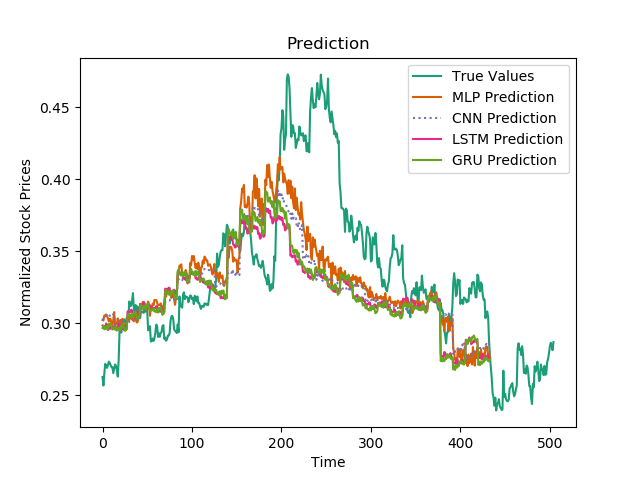 Prediction
True Values
MLP Prediction
CNN Prediction
LSTM Prediction
GRU Prediction
Normalized Stock Prices
0.45
0.40
0.35
0.30
0.25
0 100 200 300 400 500
Time